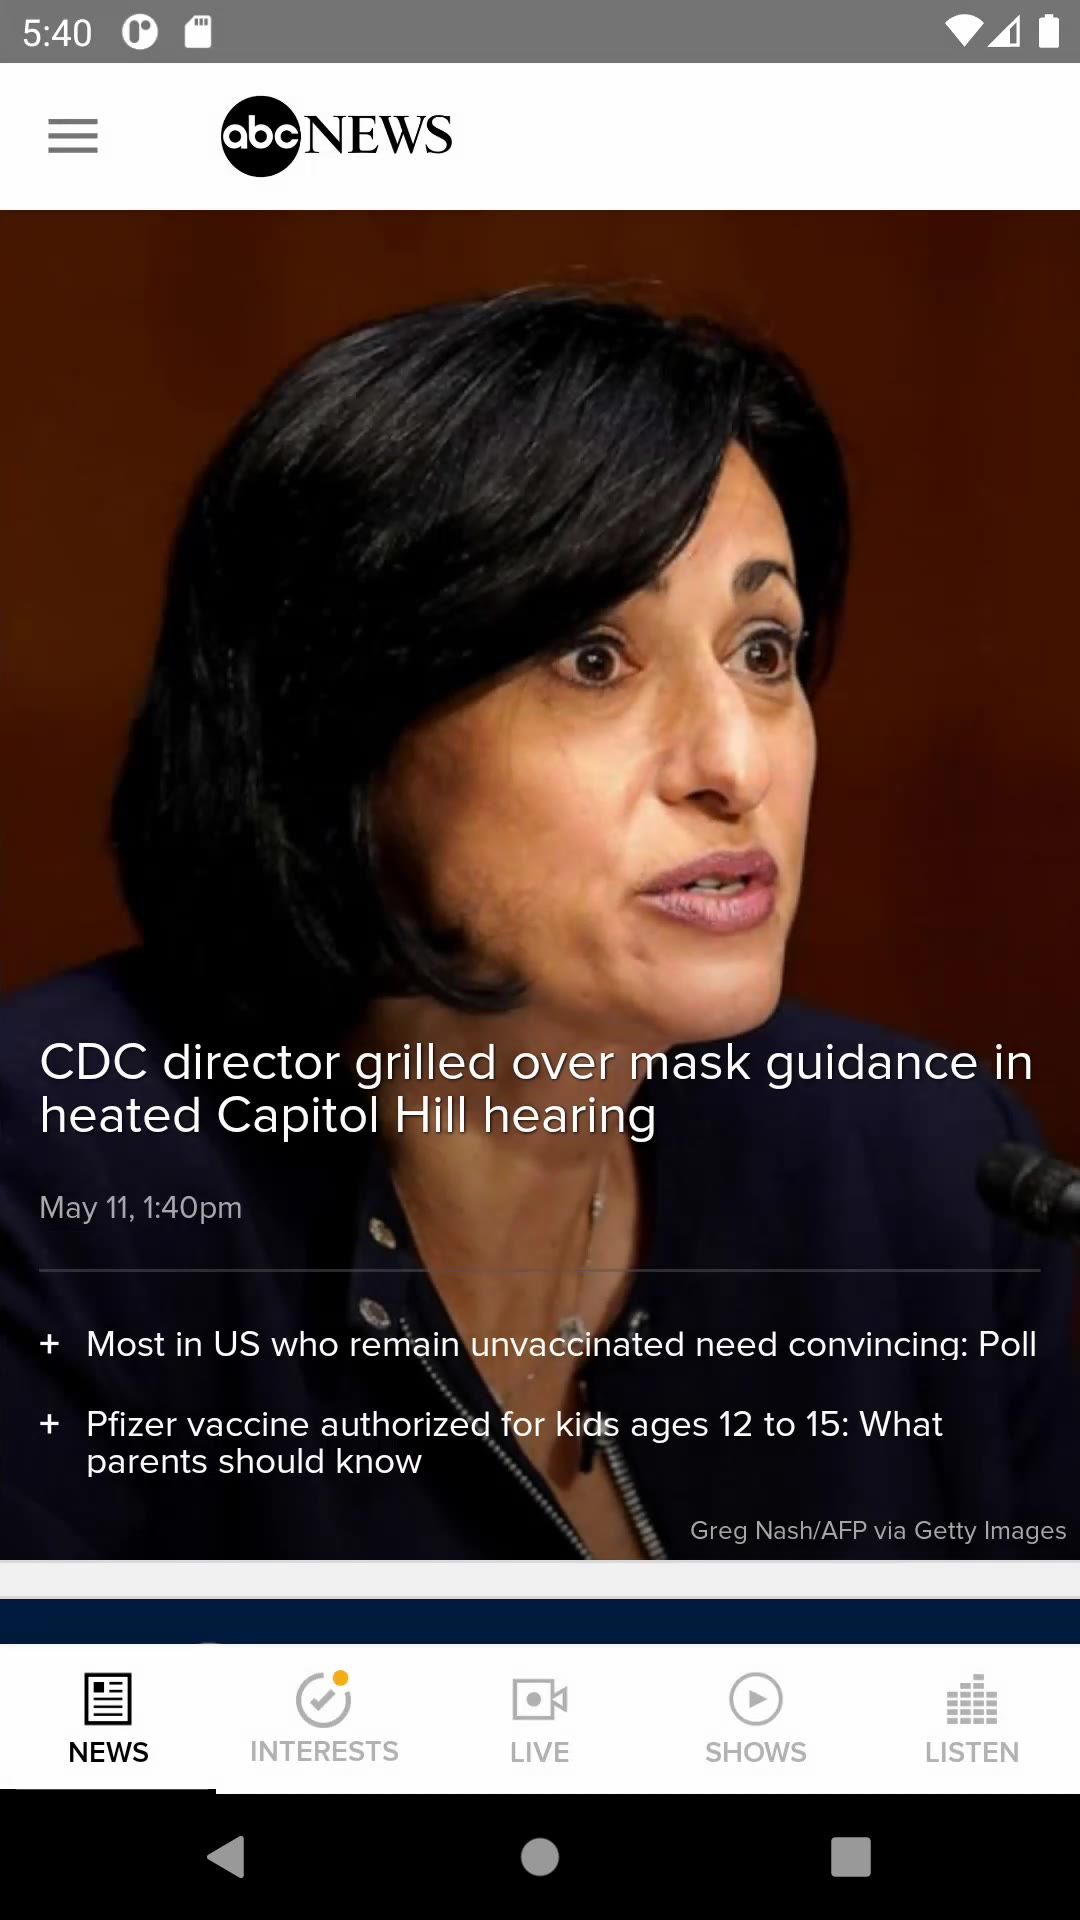 5:40
abc NEWS
CDC director grilled over mask guidance in
heated Capitol Hill hearing
May 11, 1:40pm
+ Most in US who remain unvaccinated need convincing: Poll
+ Pfizer vaccine authorized for kids ages 12 to 15: What
parents should know
Greg Nash/AFP via Getty Images
NEWS
INTERESTS
LIVE
SHOWS
LISTEN